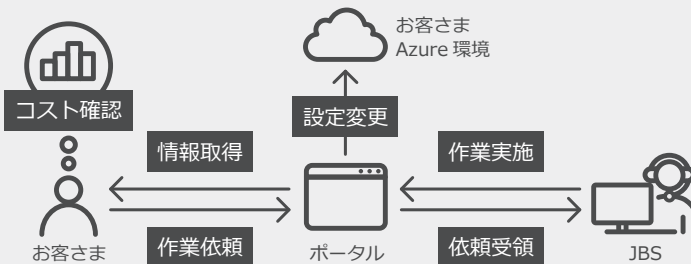 お客さま
Azure 環境
コスト確認
設定変更
情報取得
作業実施
作業依頼
依頼受領
お客さま
ポータル
JBS